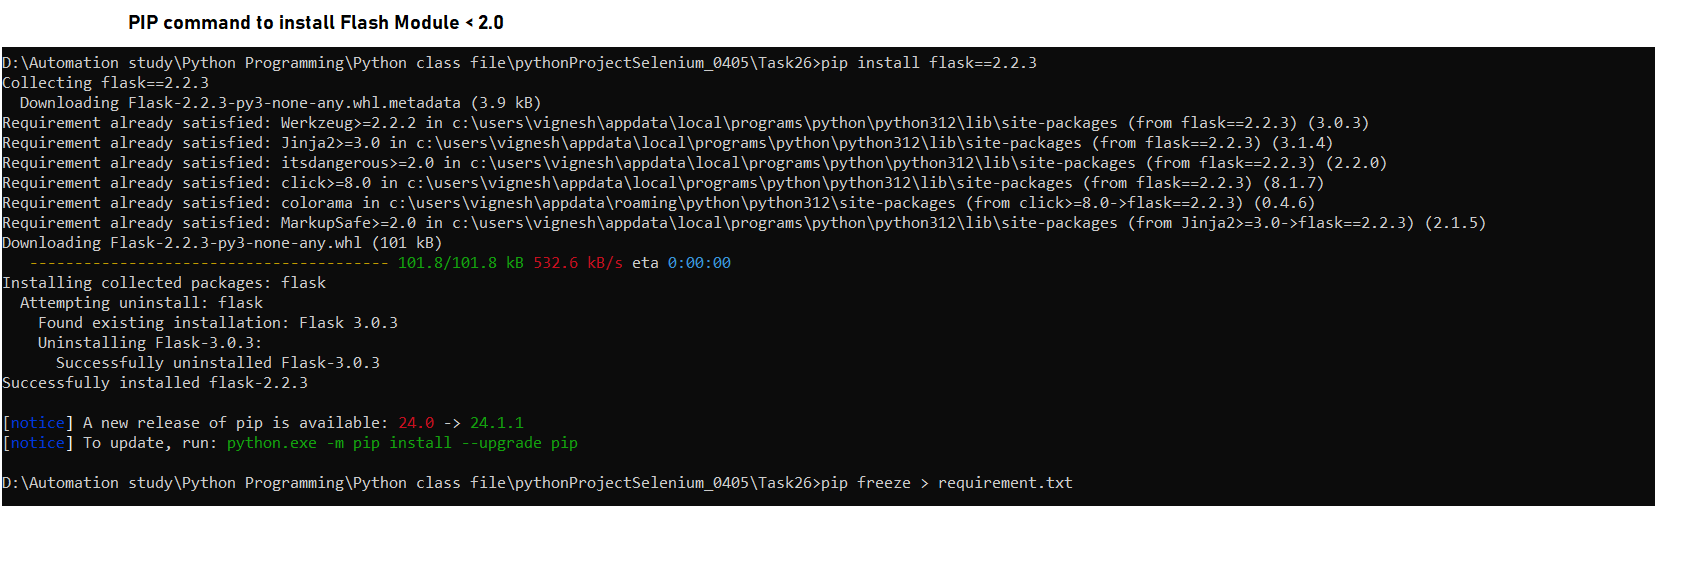 PIP command to install Flash Module < 2.0
D:\Automation study\Python Programming\Python class file\pythonProjectSelenium_0405\Task26>pip install flask==2.2.3
Collecting flask==2.2.3
  Downloading Flask-2.2.3-py3-none-any.whl.metadata (3.9 kB)
Requirement already satisfied: Werkzeug>=2.2.2 in c:\users\vignesh\appdata\local\programs\python\python312\lib\site-packages (from flask==2.2.3) (3.0.3)
Requirement already satisfied: Jinja2>=3.0 in c:\users\vignesh\appdata\local\programs\python\python312\lib\site-packages (from flask==2.2.3) (3.1.4)
Requirement already satisfied: itsdangerous>=2.0 in c:\users\vignesh\appdata\local\programs\python\python312\lib\site-packages (from flask==2.2.3) (2.2.0)
Requirement already satisfied: click>=8.0 in c:\users\vignesh\appdata\local\programs\python\python312\lib\site-packages (from flask==2.2.3) (8.1.7)
Requirement already satisfied: colorama in c:\users\vignesh\appdata\roaming\python\python312\site-packages (from click>=8.0->flask==2.2.3) (0.4.6)
Requirement already satisfied: MarkupSafe>=2.0 in c:\users\vignesh\appdata\local\programs\python\python312\lib\site-packages (from Jinja2>=3.0->flask==2.2.3) (2.1.5)
Downloading Flask-2.2.3-py3-none-any.whl (101 kB)
   ---------------------------------------- 101.8/101.8 kB 532.6 kB/s eta 0:00:00
Installing collected packages: flask
  Attempting uninstall: flask
    Found existing installation: Flask 3.0.3
    Uninstalling Flask-3.0.3:
      Successfully uninstalled Flask-3.0.3
Successfully installed flask-2.2.3
[notice] A new release of pip is available: 24.0 -> 24.1.1
[notice] To update, run: python.exe -m pip install --upgrade pip
D:\Automation study\Python Programming\Python class file\pythonProjectSelenium_0405\Task26>pip freeze > requirement.txt